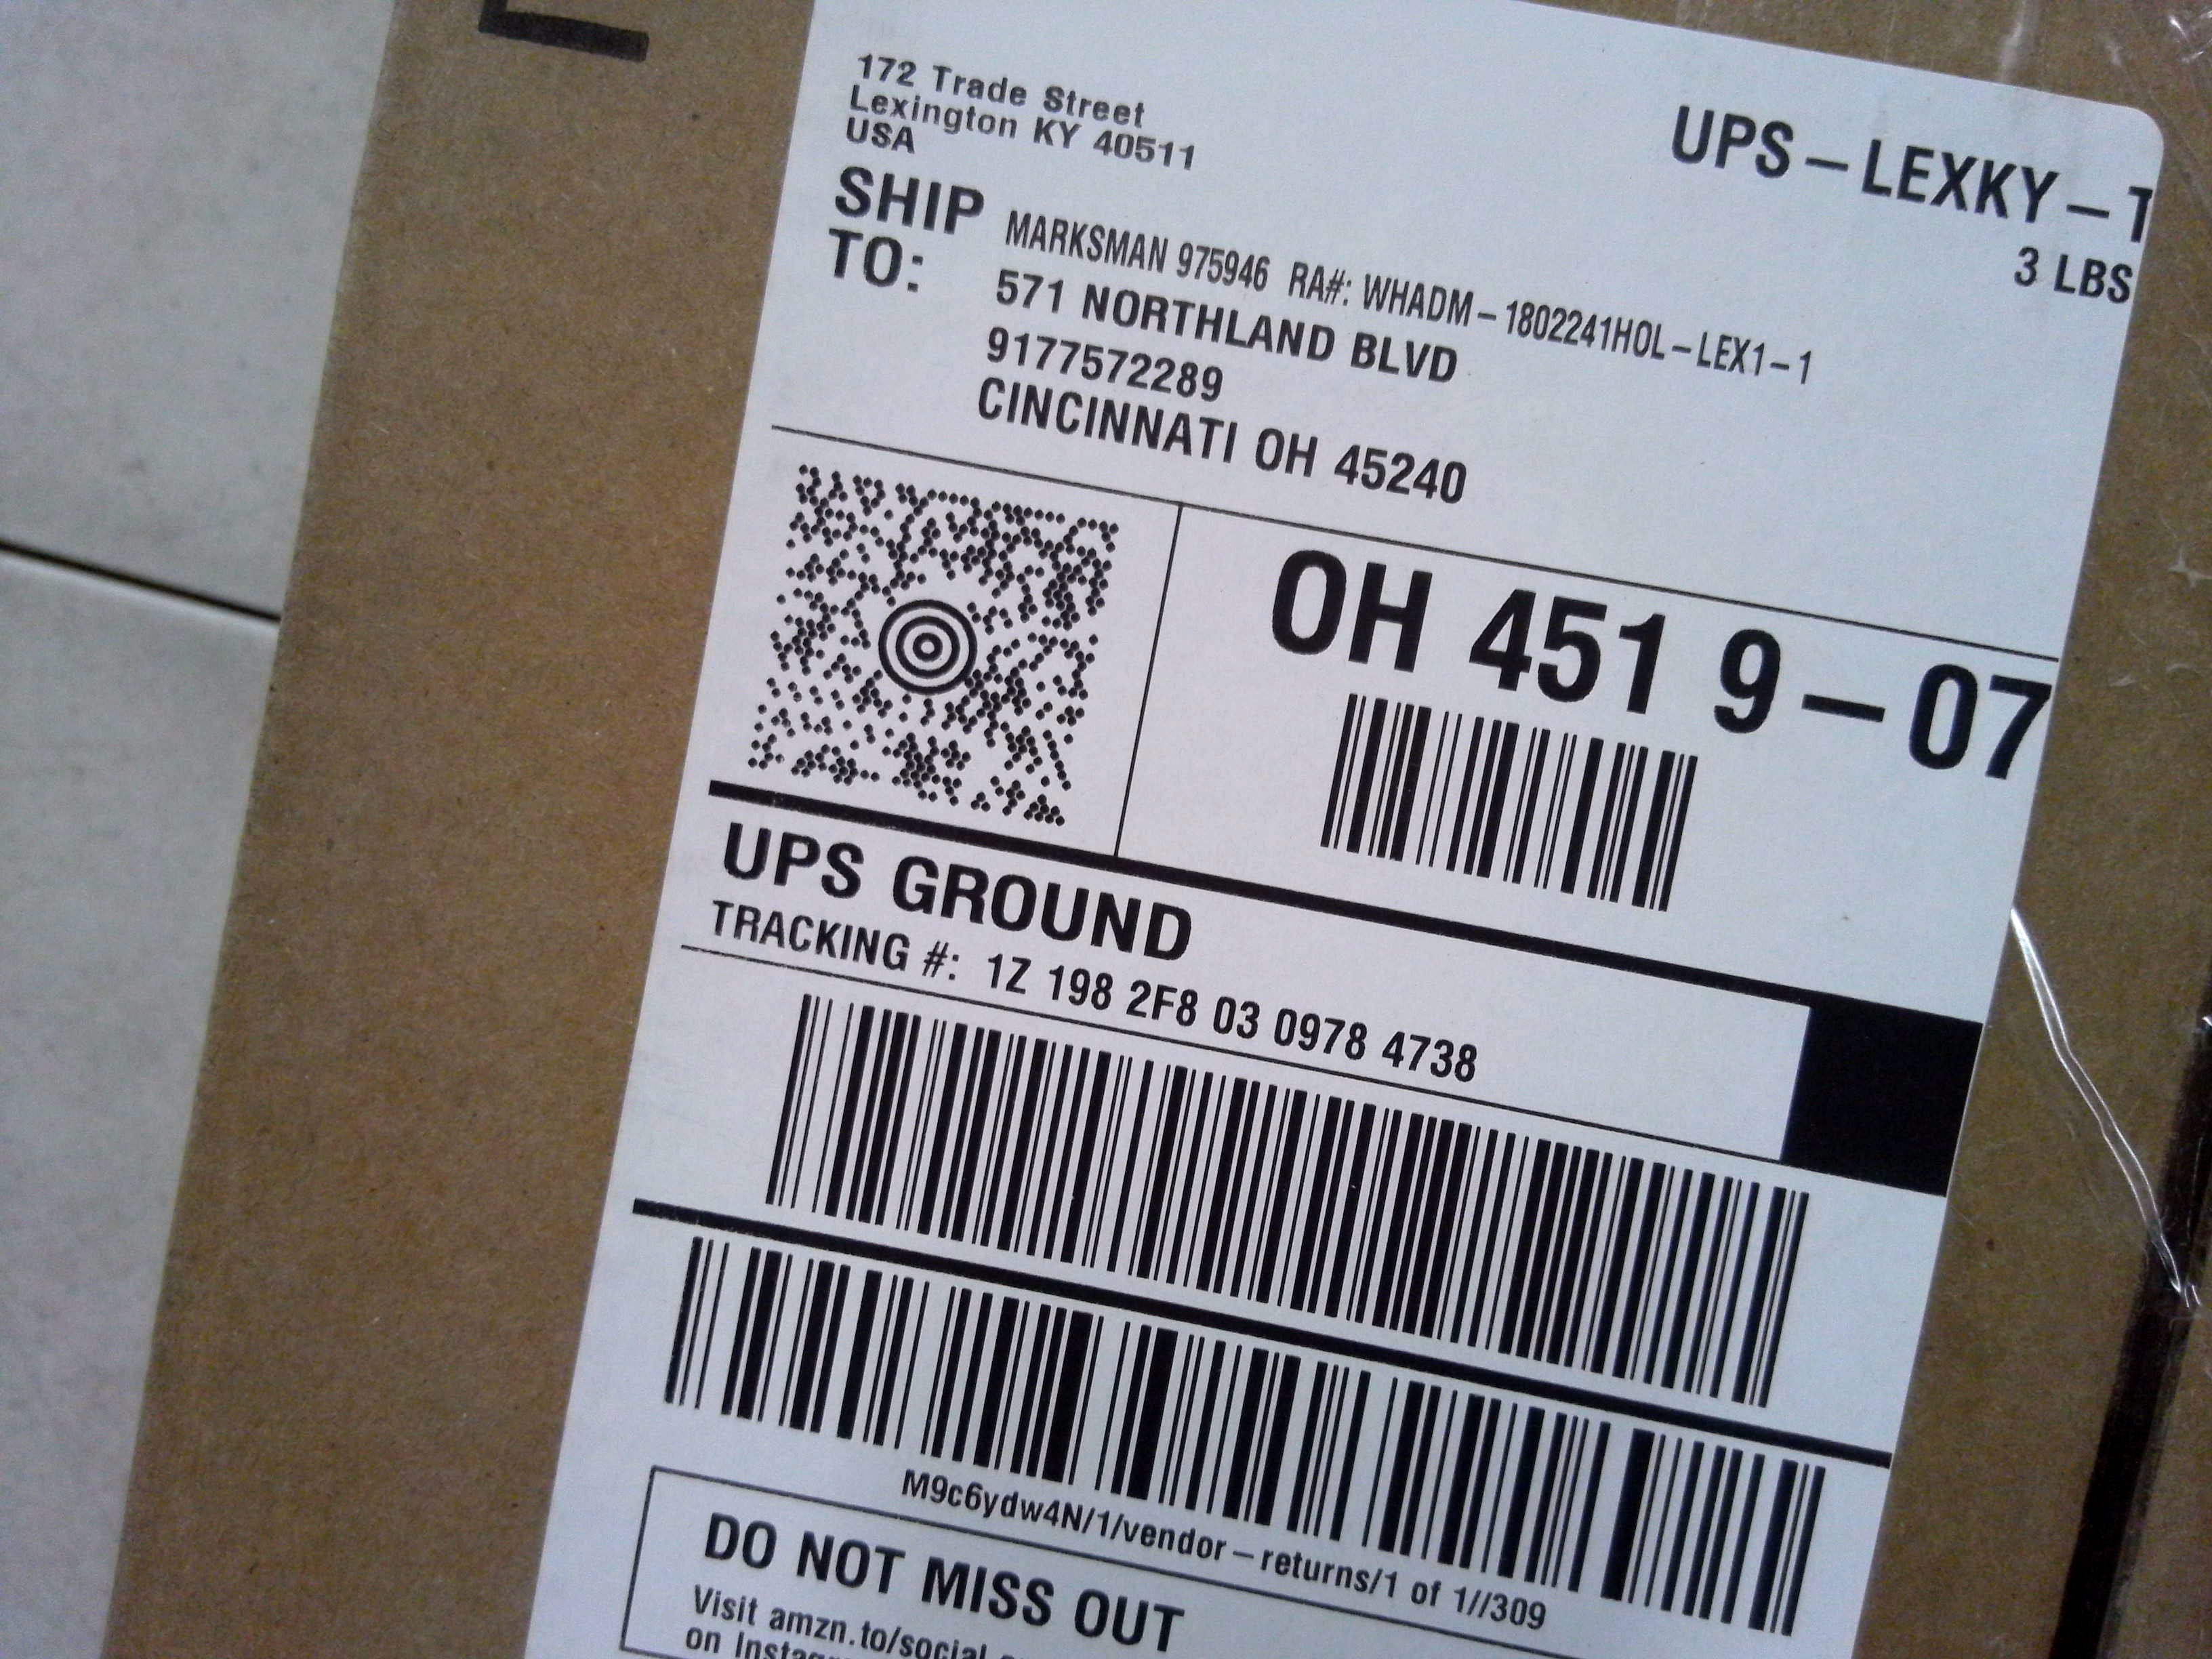 172 Trade Street
Lexington KY 40511
USA
UPS-LEXKY-T
3 LBS
SHIP TO:
MARKSMAN 975946 RA#: WHADM-1802241HOL-LEX1-1
571 NORTHLAND BLVD
9177572289
CINCINNATI OH 45240
OH 451 9-07
UPS GROUND
TRACKING #: 1Z 198 2F8 03 0978 4738
M9c6ydw4N/1/vendor-returns/1 of 1//309
DO NOT MISS OUT
Visit amzn.to/social
on